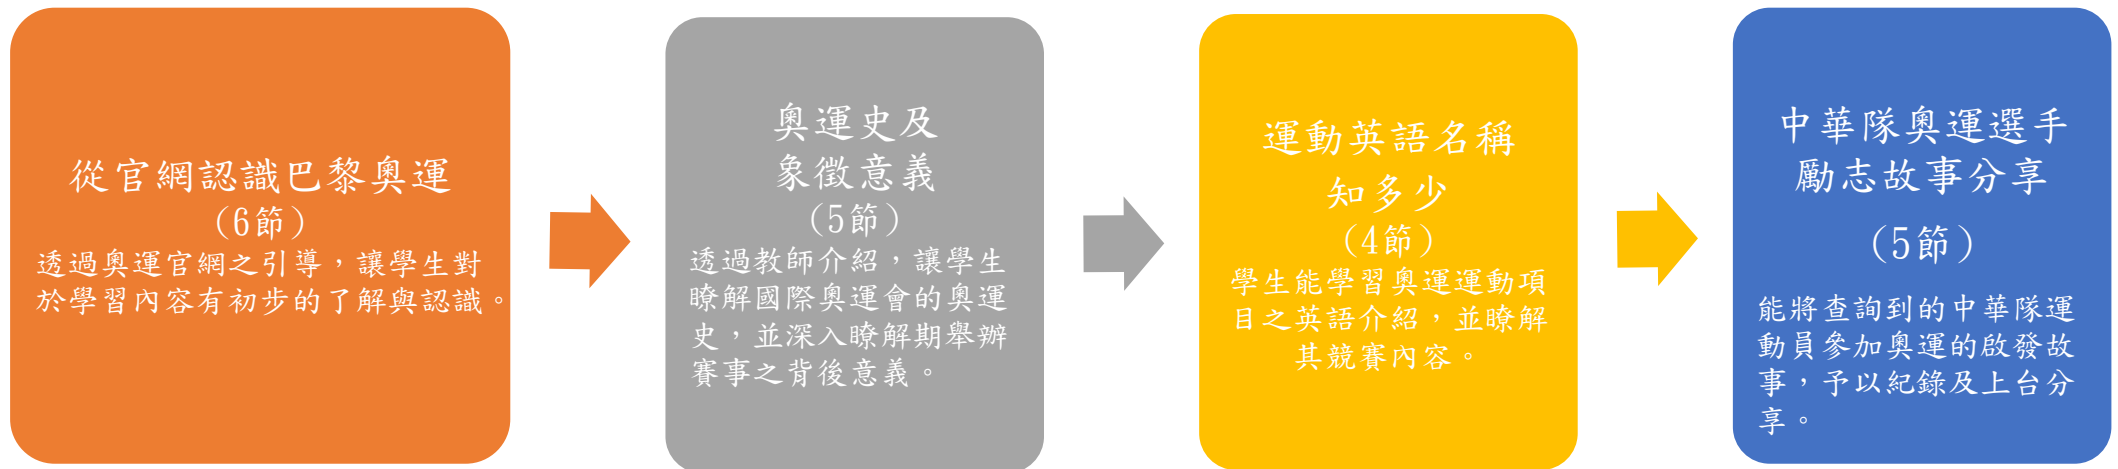 從官網認識巴黎奧運
(6節)
透過奧運官網之引導，讓學生對
於學習內容有初步的了解與認識。
奧運史及
象徵意義
(5節)
透過教師介紹，讓學生
瞭解國際奧運會的奧運
史，並深入瞭解期舉辦
賽事之背後意義。
運動英語名稱
知多少
(4節)
學生能學習奧運運動項
目之英語介紹，並瞭解
其競賽內容。
中華隊奧運選手
勵志故事分享
(5節)
能將查詢到的中華隊運
動員參加奧運的啟發故
事，予以紀錄及上台分
享。